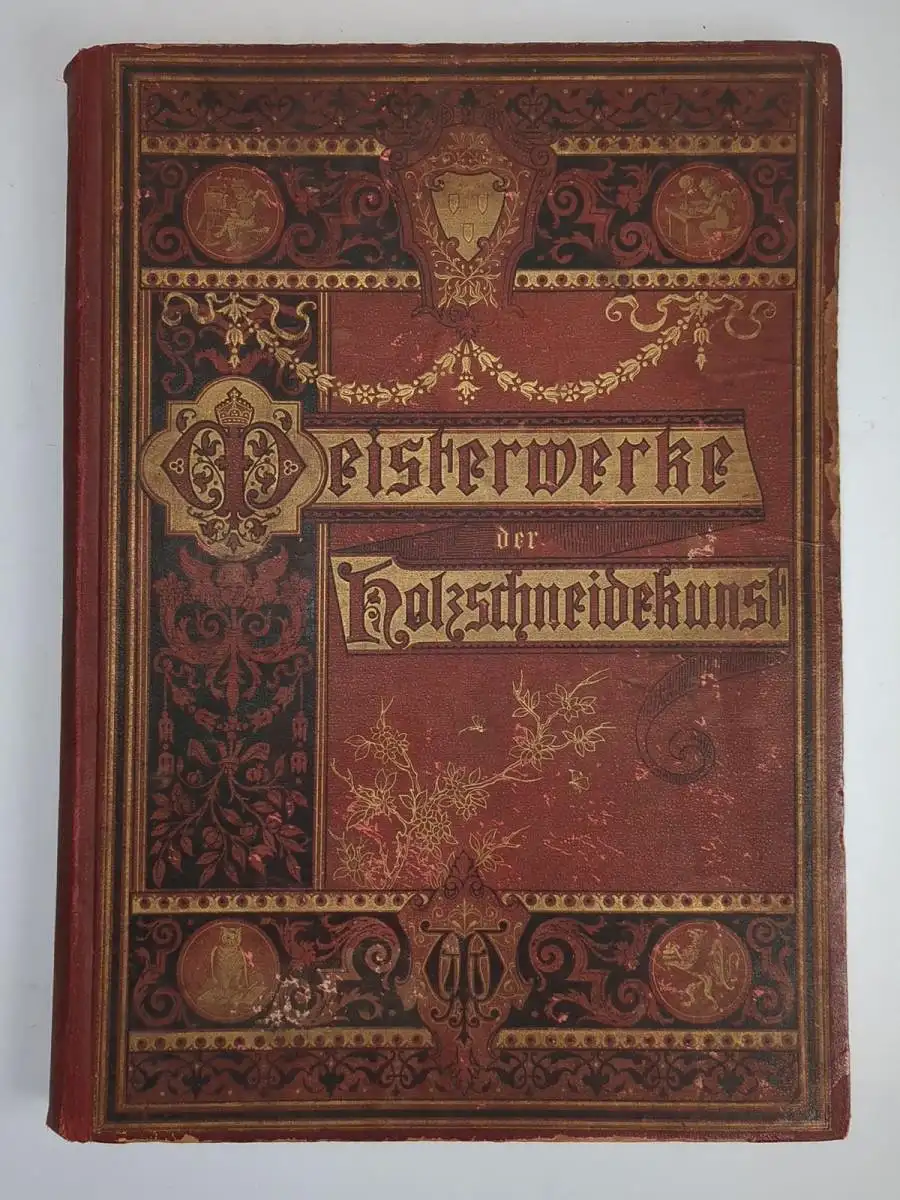 Meisterwerke
der
Holzschneidekunst